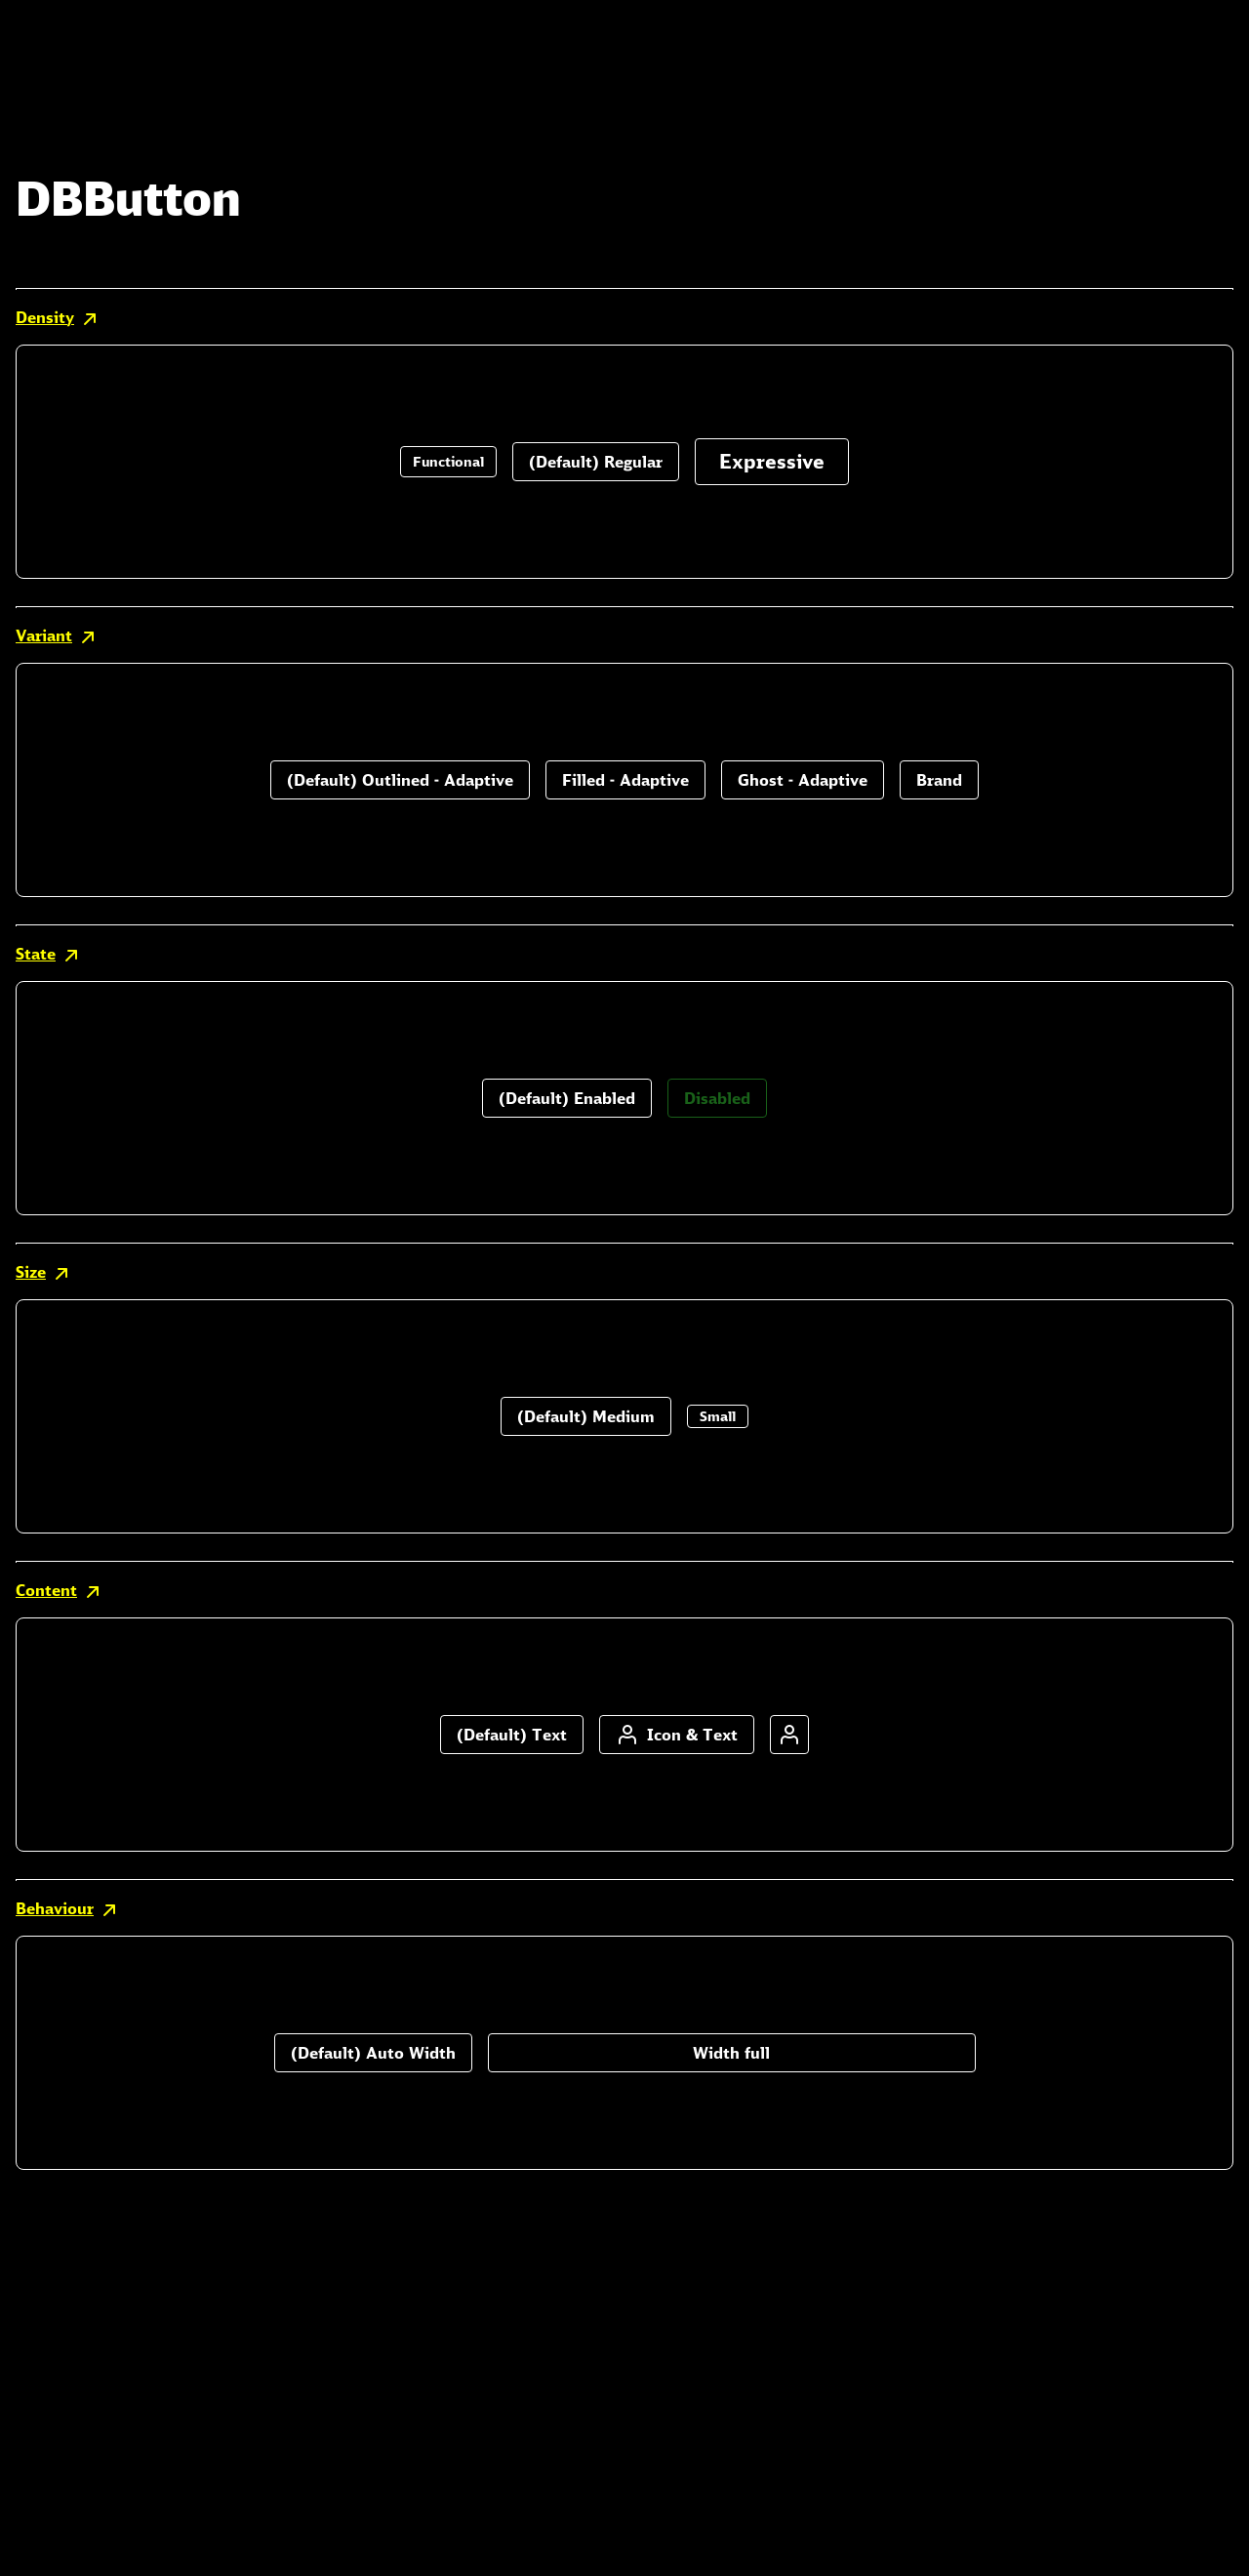 DBButton
Density
Functional (Default) Regular Expressive
Variant
(Default) Outlined - Adaptive Filled - Adaptive Ghost - Adaptive Brand
State
(Default) Enabled Disabled
Size
(Default) Medium Small
Content
(Default) Text Icon & Text
Behaviour
(Default) Auto Width Width full